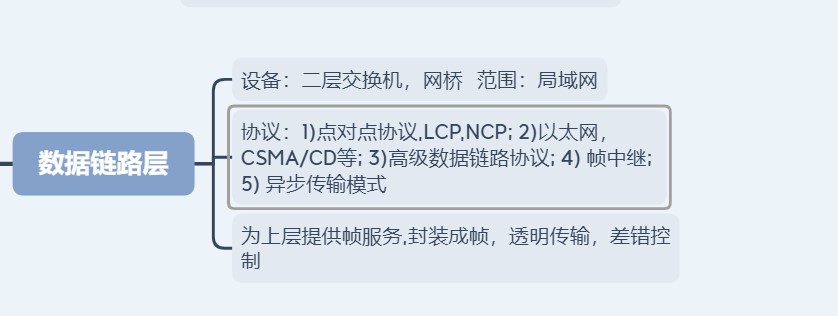 数据链路层
设备：二层交换机，网桥 范围：局域网
协议：1)点对点协议,LCP,NCP; 2)以太网，
CSMA/CD等; 3)高级数据链路协议; 4) 帧中继;
5) 异步传输模式
为上层提供帧服务,封装成帧，透明传输，差错控
制